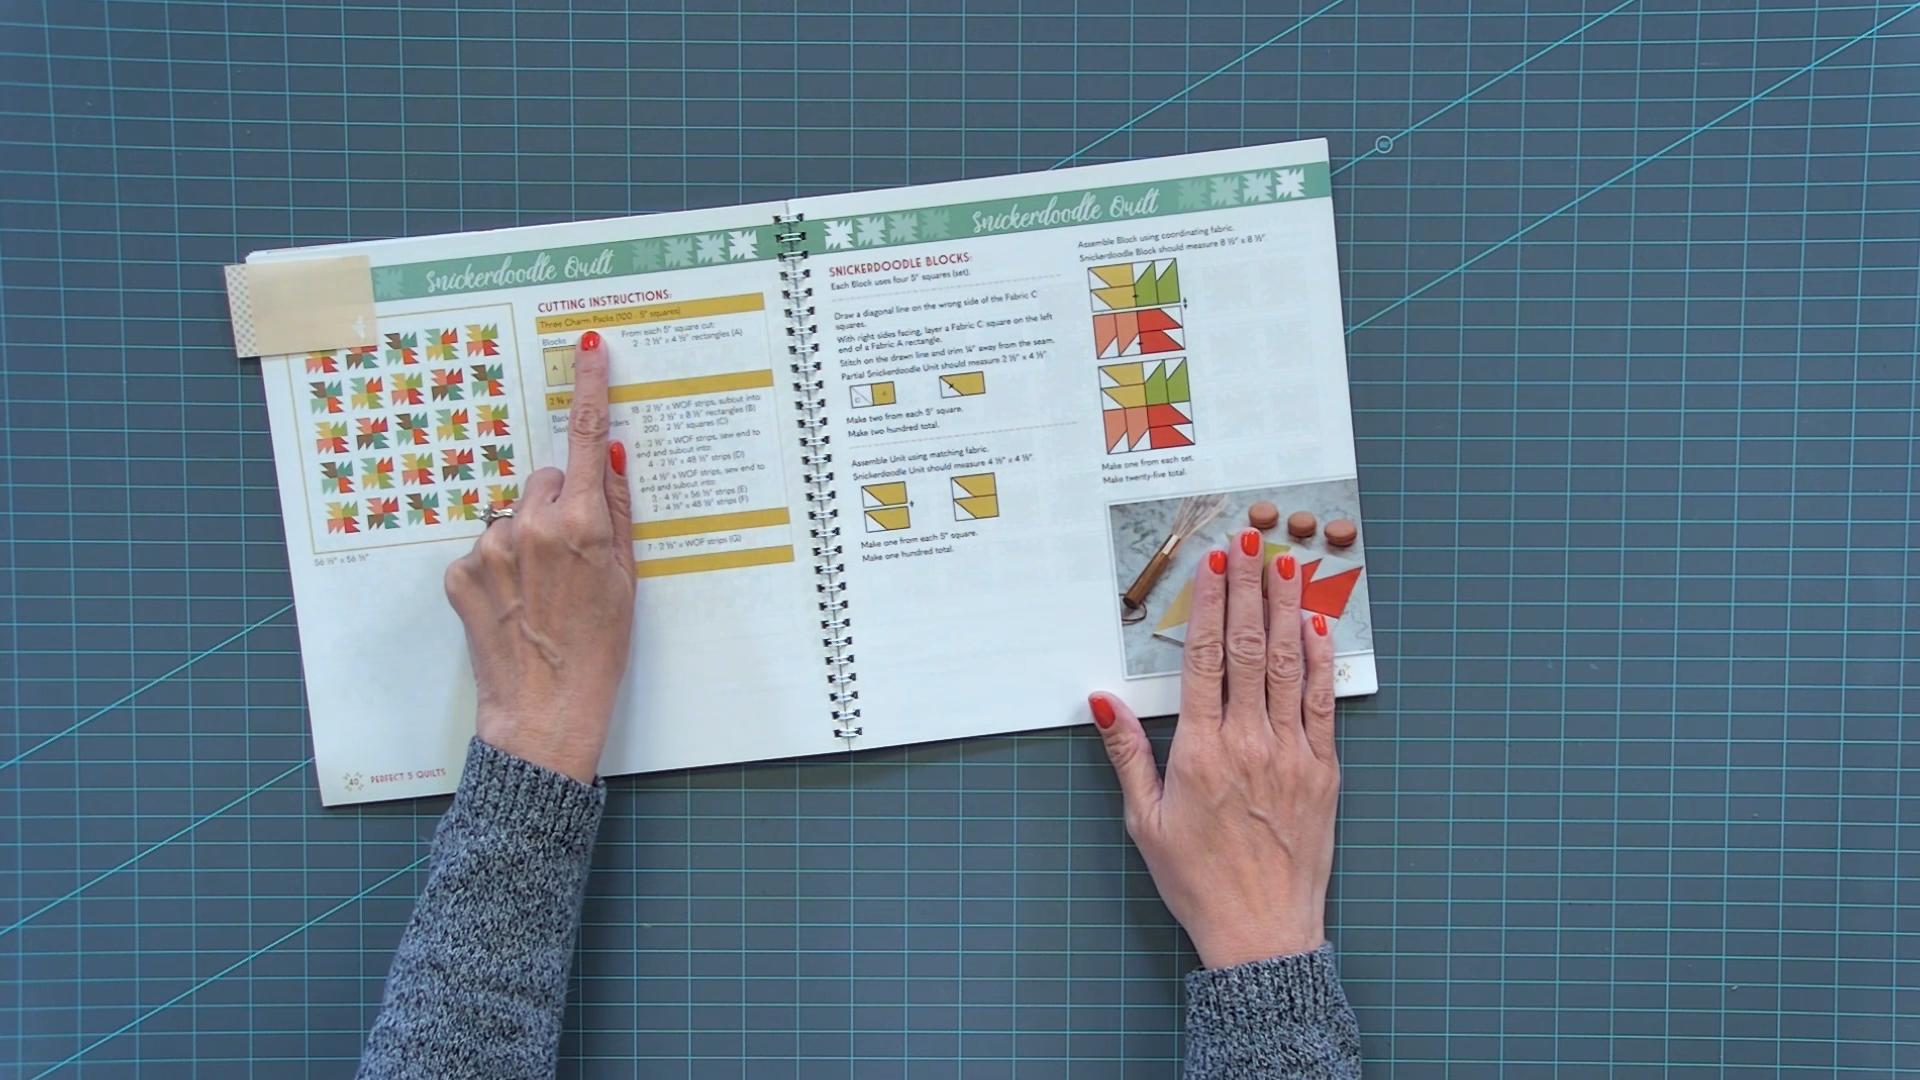 Snickerdoodle Quilt
CUTTING INSTRUCTIONS:
Three Charm Packs (100 - 5" squares)
Blocks
From each 5" square cut:
2 - 2 ½" x 4 ½" rectangles (A)
A
18 - 2 ½" x WOF strips, subcut into:
20 - 2 ½" x 8 ½" rectangles (B)
200 - 2 ½" squares (C)
6 - 2 ½" x WOF strips, sew end to
end and subcut into:
4 - 2 ½" x 48 ½" strips (D)
6 - 4 ½" x WOF strips, sew end to
end and subcut into:
2 - 4 ½" x 56 ½" strips (E)
2 - 4 ½" x 48 ½" strips (F)
7 - 2 ½" x WOF strips (G)
56 ½" x 56 ½"
40
PERFECT 5 QUILTS
Snickerdoodle Quilt
SNICKERDOODLE BLOCKS:
Each Block uses four 5" squares (set).
Draw a diagonal line on the wrong side of the Fabric C
squares.
With right sides facing, layer a Fabric C square on the left
end of a Fabric A rectangle.
Stitch on the drawn line and trim ¼" away from the seam.
Partial Snickerdoodle Unit should measure 2 ½" x 4 ½".
C A
Make two from each 5" square.
Make two hundred total.
Assemble Unit using matching fabric.
Snickerdoodle Unit should measure 4 ½" x 4 ½".
Make one from each 5" square.
Make one hundred total.
Assemble Block using coordinating fabric.
Snickerdoodle Block should measure 8 ½" x 8 ½".
Make one from each set.
Make twenty-five total.
41